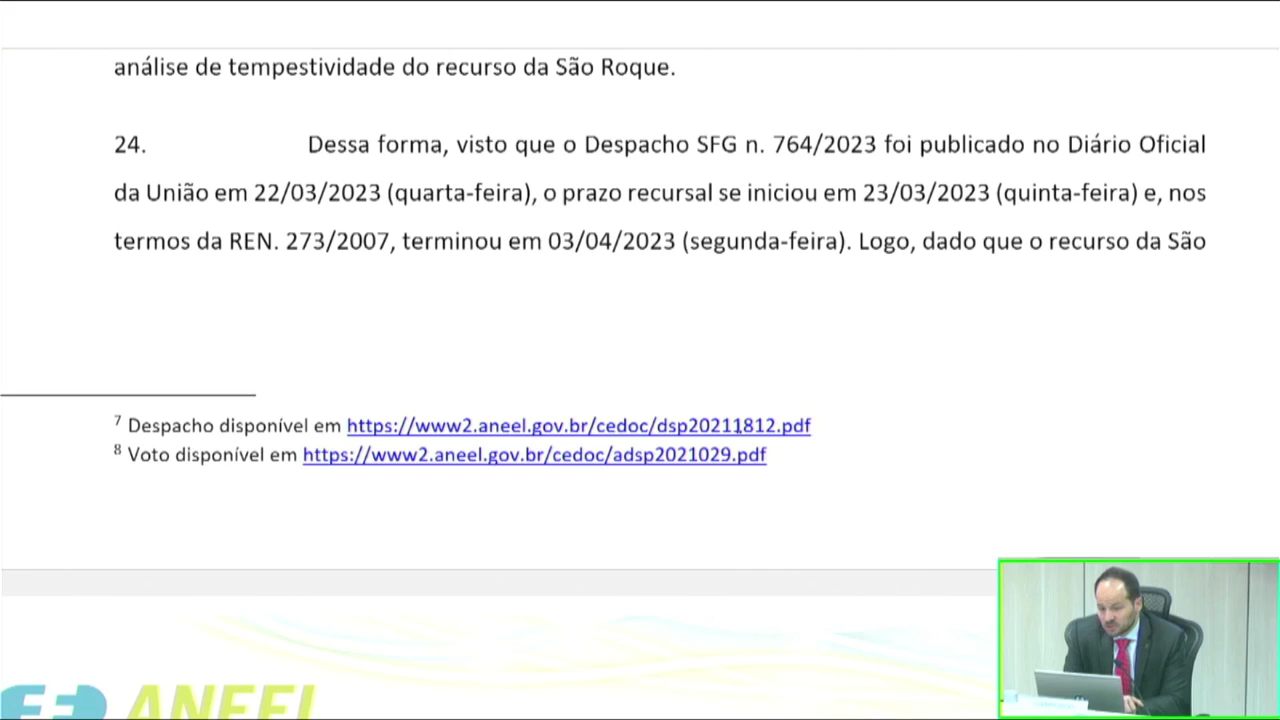 análise de tempestividade do recurso da São Roque.
24. Dessa forma, visto que o Despacho SFG n. 764/2023 foi publicado no Diário Oficial
da União em 22/03/2023 (quarta-feira), o prazo recursal se iniciou em 23/03/2023 (quinta-feira) e, nos
termos da REN. 273/2007, terminou em 03/04/2023 (segunda-feira). Logo, dado que o recurso da São
7 Despacho disponível em https://www2.aneel.gov.br/cedoc/dsp20211812.pdf
8 Voto disponível em https://www2.aneel.gov.br/cedoc/adsp2021029.pdf
ANEEL